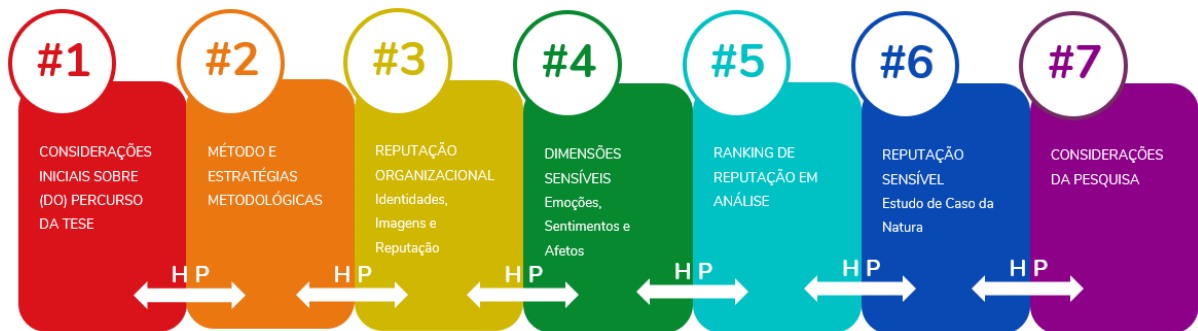 #1
CONSIDERAÇÕES
INICIAIS SOBRE
(DO) PERCURSO
DA TESE
#2
MÉTODO E
ESTRATÉGIAS
METODOLÓGICAS
#3
REPUTAÇÃO
ORGANIZACIONAL
Identidades,
Imagens e
Reputação
#4
DIMENSÕES
SENSÍVEIS
Emoções,
Sentimentos e
Afetos
#5
RANKING DE
REPUTAÇÃO EM
ANÁLISE
#6
REPUTAÇÃO
SENSÍVEL
Estudo de Caso da
Natura
#7
CONSIDERAÇÕES
DA PESQUISA
H P
H P
H P
H P
H P
H P